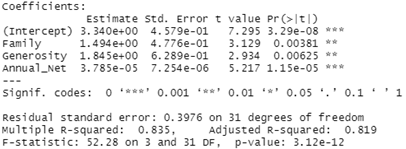 Coefficients:
Estimate Std. Error t value Pr(>|t|)
(Intercept) 3.340e+00 4.579e-01 7.295 3.29e-08 ***
Family 1.494e+00 4.776e-01 3.129 0.00381 **
Generosity 1.845e+00 6.289e-01 2.934 0.00625 **
Annual_Net 3.785e-05 7.254e-06 5.217 1.15e-05 ***
---
Signif. codes: 0 ‘***’ 0.001 ‘**’ 0.01 ‘*’ 0.05 ‘.’ 0.1 ‘ ’ 1
Residual standard error: 0.3976 on 31 degrees of freedom
Multiple R-squared: 0.835, Adjusted R-squared: 0.819
F-statistic: 52.28 on 3 and 31 DF, p-value: 3.12e-12